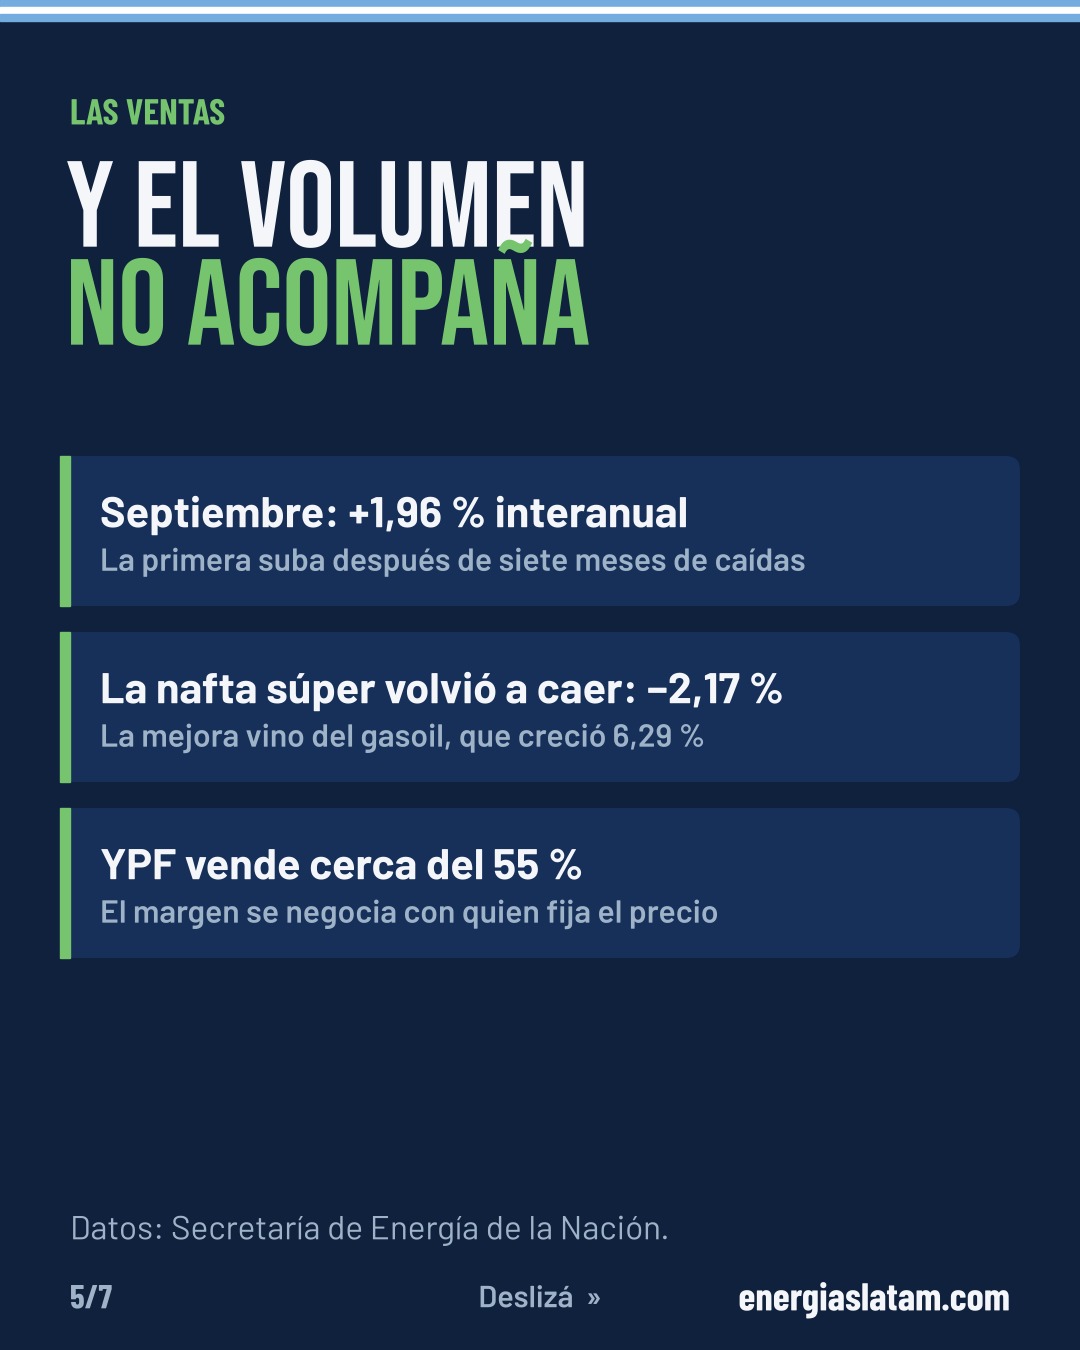 LAS VENTAS
Y EL VOLUMEN
NO ACOMPAÑA
Septiembre: +1,96 % interanual
La primera suba después de siete meses de caídas
La nafta súper volvió a caer: −2,17 %
La mejora vino del gasoil, que creció 6,29 %
YPF vende cerca del 55 %
El margen se negocia con quien fija el precio
Datos: Secretaría de Energía de la Nación.
5/7
Deslizá »
energiaslatam.com